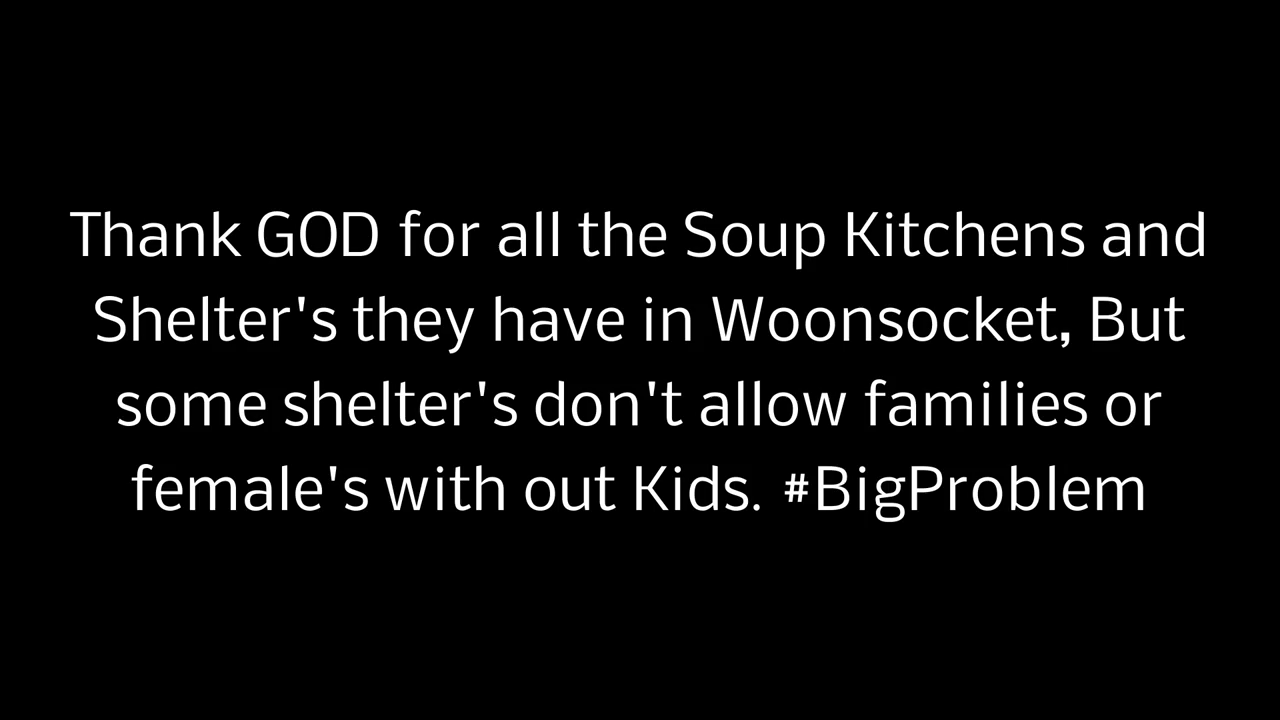 Thank GOD for all the Soup Kitchens and
Shelter's they have in Woonsocket, But
some shelter's don't allow families or
female's with out Kids. #BigProblem